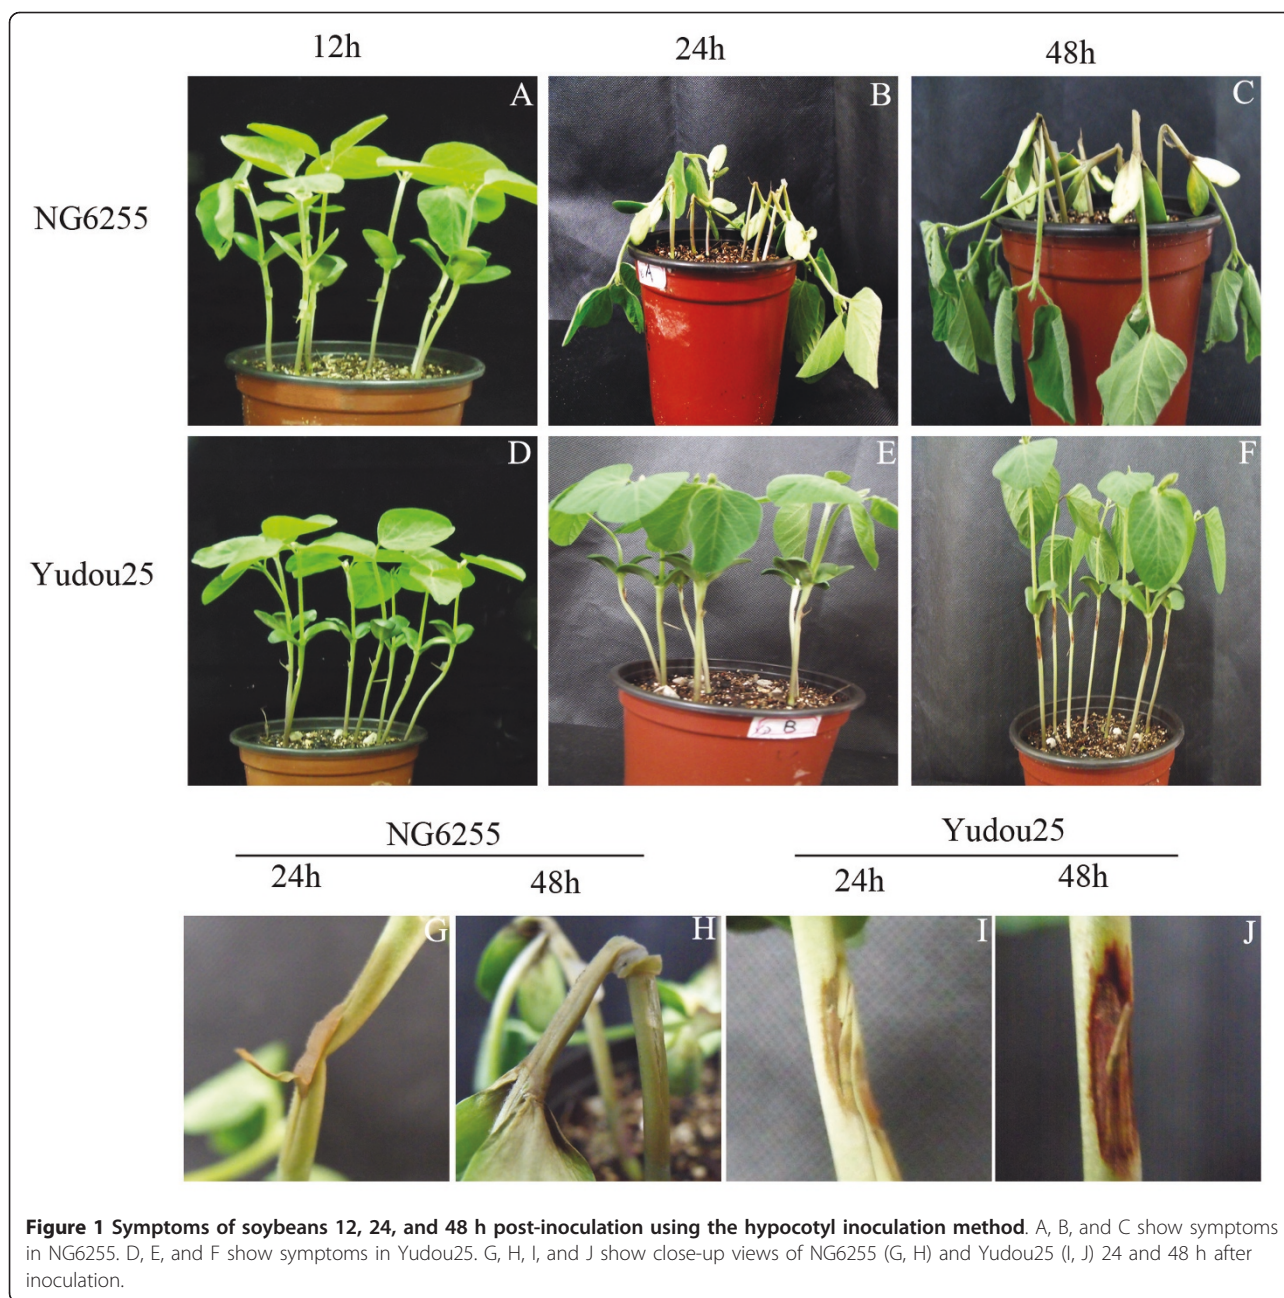 12h
24h
48h
NG6255
A
B
C
A
Yudou25
D
E
F
B
NG6255
Yudou25
24h
48h
24h
48h
G
H
I
J
Figure 1 Symptoms of soybeans 12, 24, and 48 h post-inoculation using the hypocotyl inoculation method. A, B, and C show symptoms
in NG6255. D, E, and F show symptoms in Yudou25. G, H, I, and J show close-up views of NG6255 (G, H) and Yudou25 (I, J) 24 and 48 h after
inoculation.